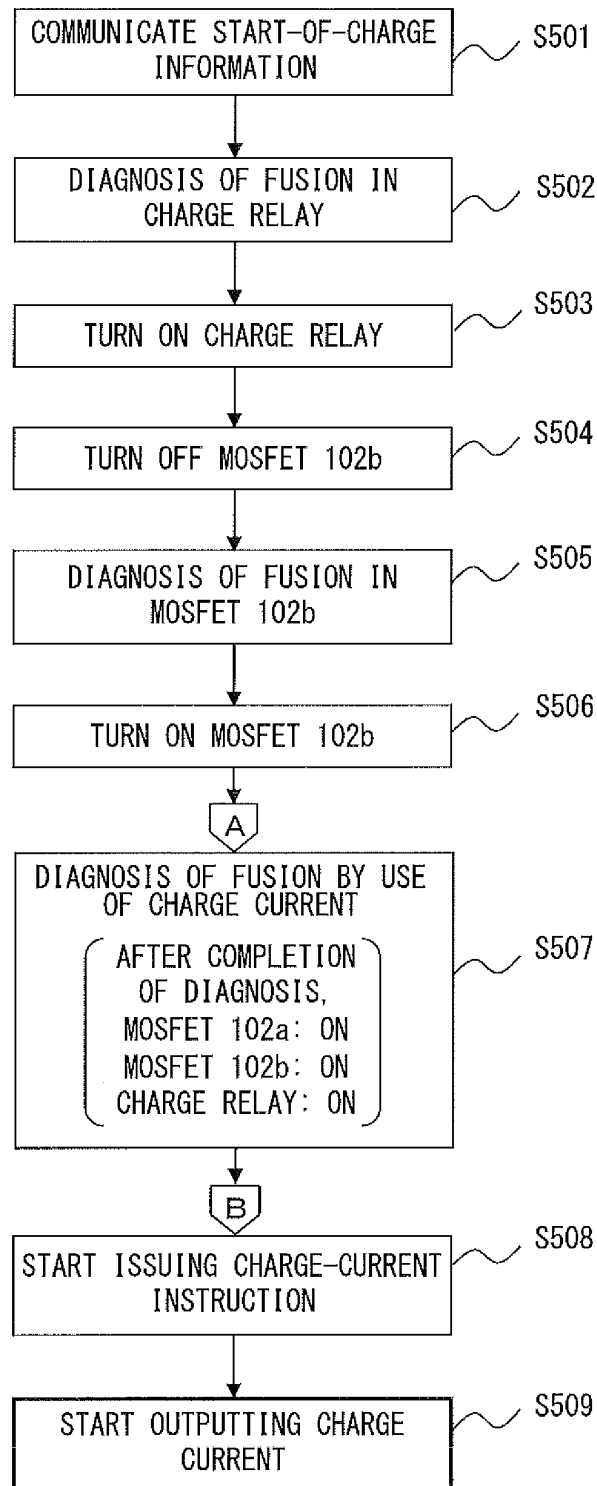 COMMUNICATE START-OF-CHARGE
INFORMATION
S501
DIAGNOSIS OF FUSION IN
CHARGE RELAY
S502
TURN ON CHARGE RELAY
S503
TURN OFF MOSFET 102b
S504
DIAGNOSIS OF FUSION IN
MOSFET 102b
S505
TURN ON MOSFET 102b
S506
A
DIAGNOSIS OF FUSION BY USE
OF CHARGE CURRENT
AFTER COMPLETION
OF DIAGNOSIS,
MOSFET 102a: ON
MOSFET 102b: ON
CHARGE RELAY: ON
S507
B
START ISSUING CHARGE-CURRENT
INSTRUCTION
S508
START OUTPUTTING CHARGE
CURRENT
S509